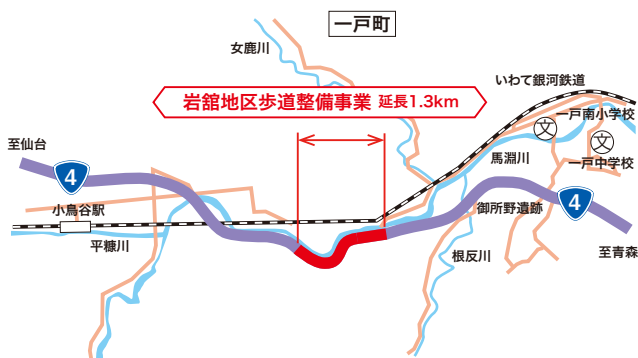 一戸町
女鹿川
いわて銀河鉄道
岩舘地区歩道整備事業 延長1.3km
一戸南小学校
文
文
至仙台
馬淵川
一戸中学校
4
4
小鳥谷駅
御所野遺跡
平糠川
根反川
至青森